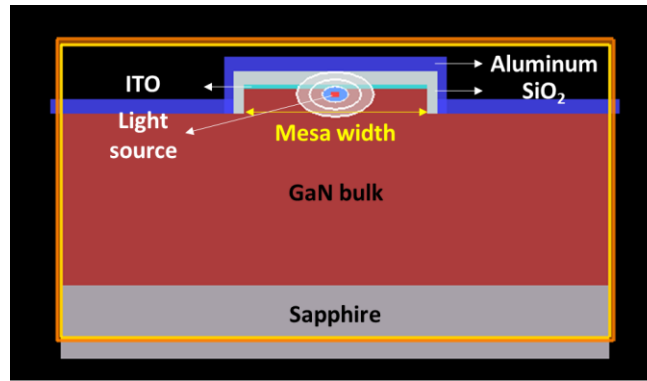 Aluminum
ITO
SiO₂
Light
source
Mesa width
GaN bulk
Sapphire